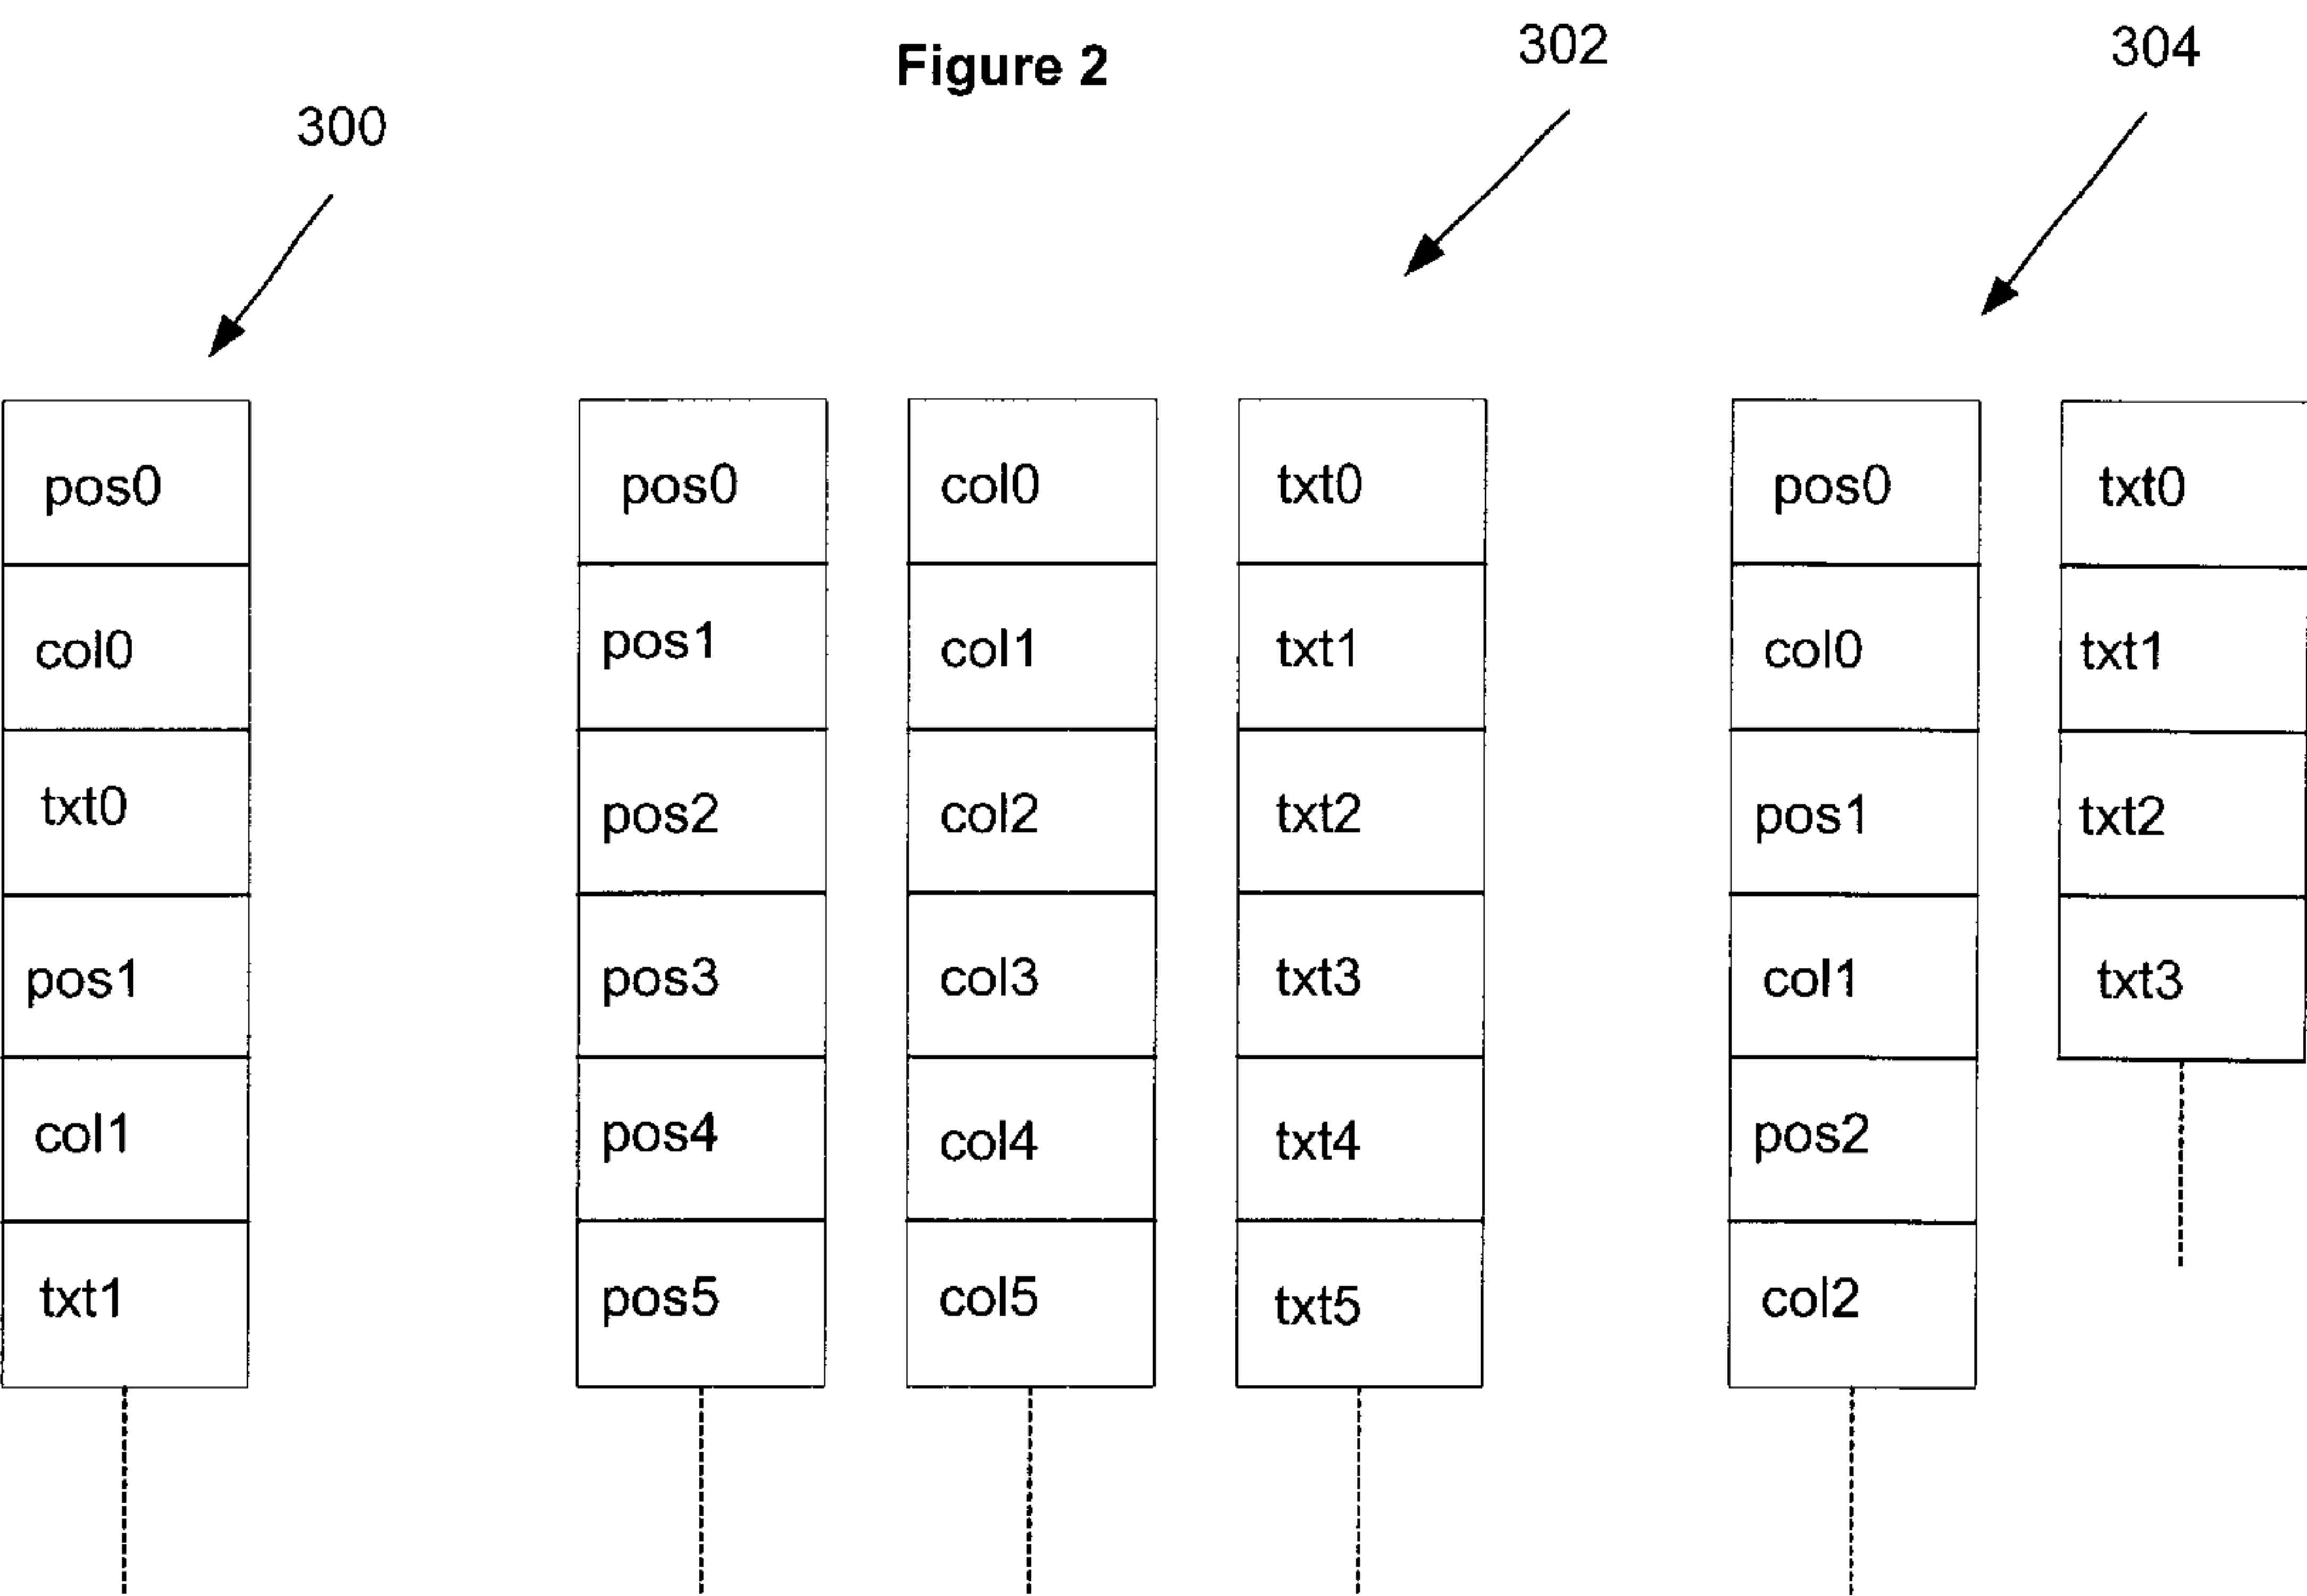 Figure 2
300
302
304
pos0
col0
txt0
pos1
col1
txt1
pos0
pos1
pos2
pos3
pos4
pos5
col0
col1
col2
col3
col4
col5
txt0
txt1
txt2
txt3
txt4
txt5
pos0
col0
pos1
col1
pos2
col2
txt0
txt1
txt2
txt3